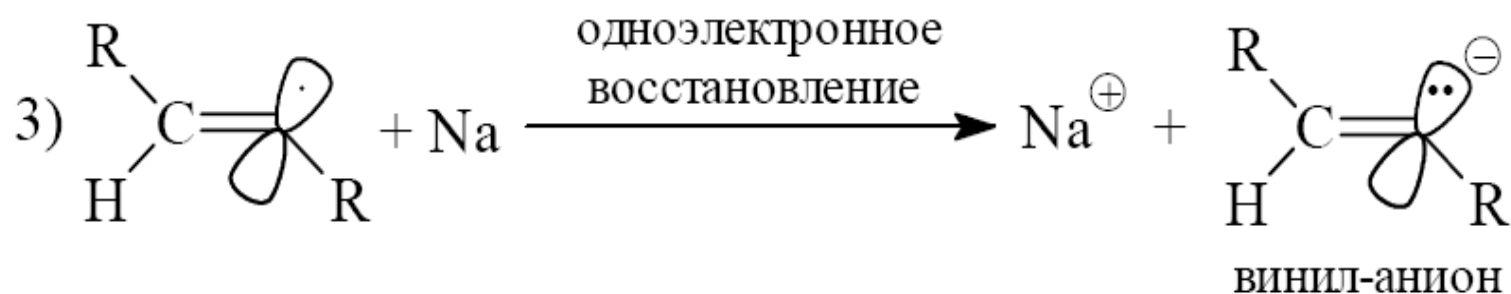 одноэлектронное
восстановление
3) R H C R + Na Na⊕ + R H C R ⊖
винил-анион